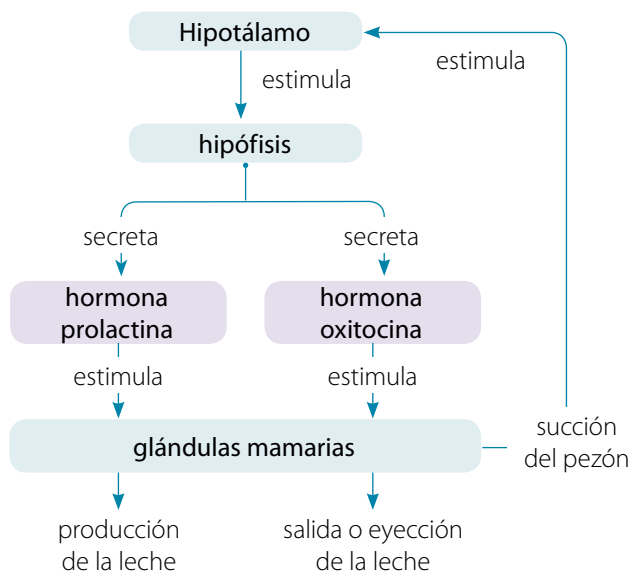 Hipotálamo
estimula
estimula
hipófisis
secreta
secreta
hormona
prolactina
hormona
oxitocina
estimula
estimula
glándulas mamarias
succión
del pezón
producción
de la leche
salida o eyección
de la leche